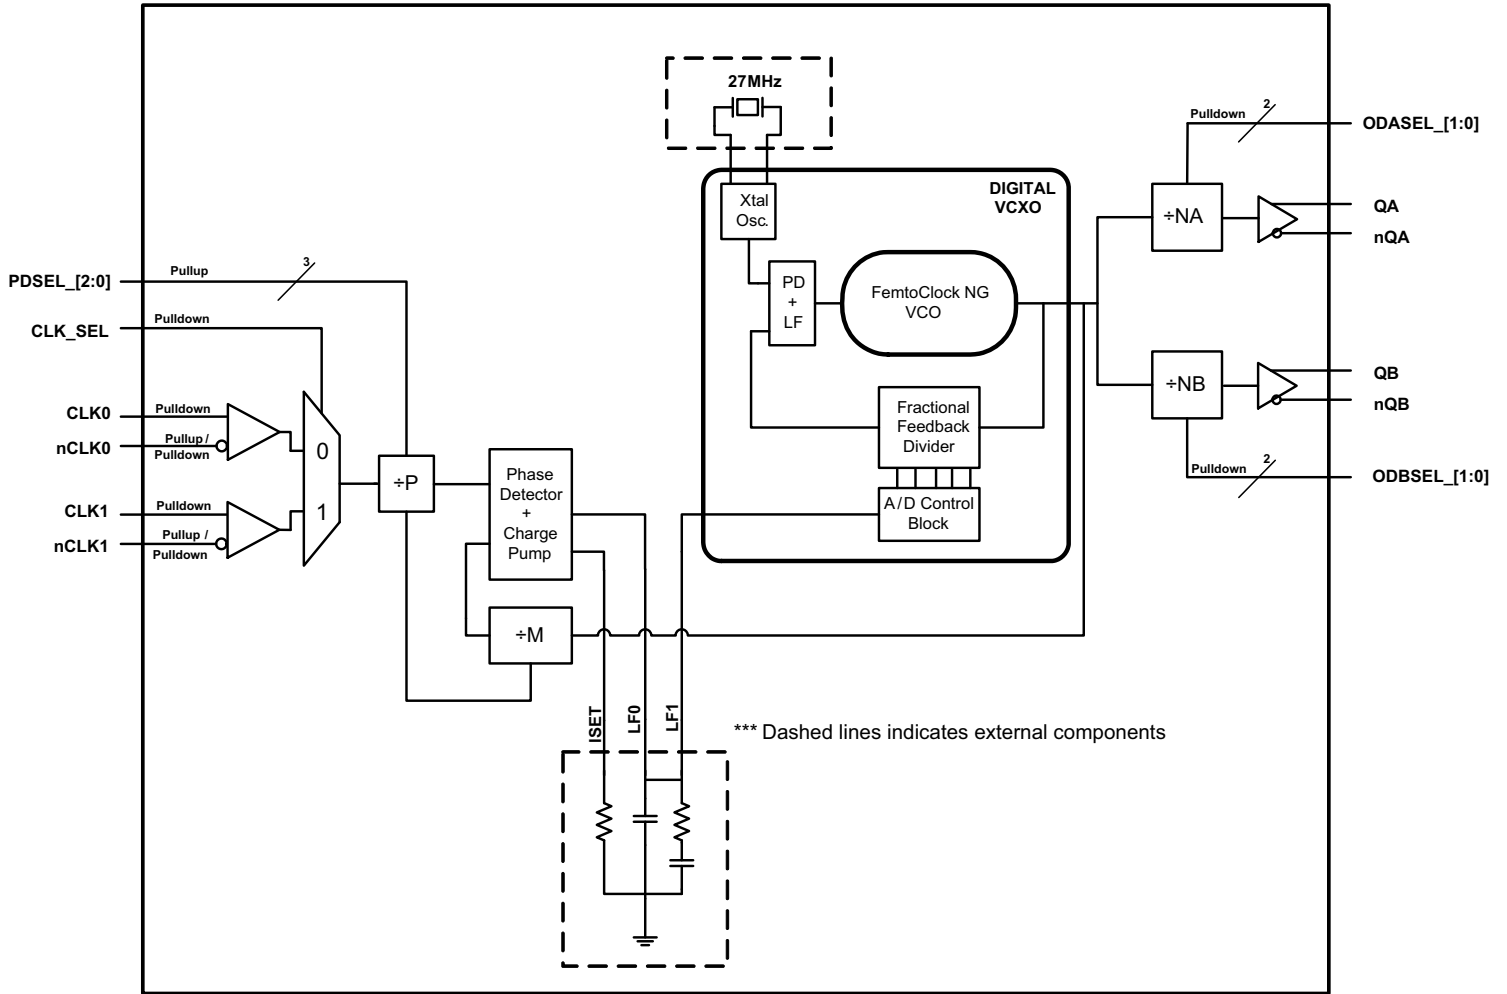 27MHz
Pulldown
2
ODASEL_[1:0]
DIGITAL
VCXO
Xtal
Osc.
÷NA
QA
nQA
PDSEL_[2:0]
Pullup
3
PD
+
LF
FemtoClock NG
VCO
CLK_SEL
Pulldown
÷NB
QB
nQB
CLK0
Pulldown
nCLK0
Pullup /
Pulldown
0
Fractional
Feedback
Divider
Pulldown
2
ODBSEL_[1:0]
÷P
Phase
Detector
+
Charge
Pump
A/D Control
Block
CLK1
Pulldown
1
nCLK1
Pullup /
Pulldown
÷M
ISET
LF0
LF1
*** Dashed lines indicates external components